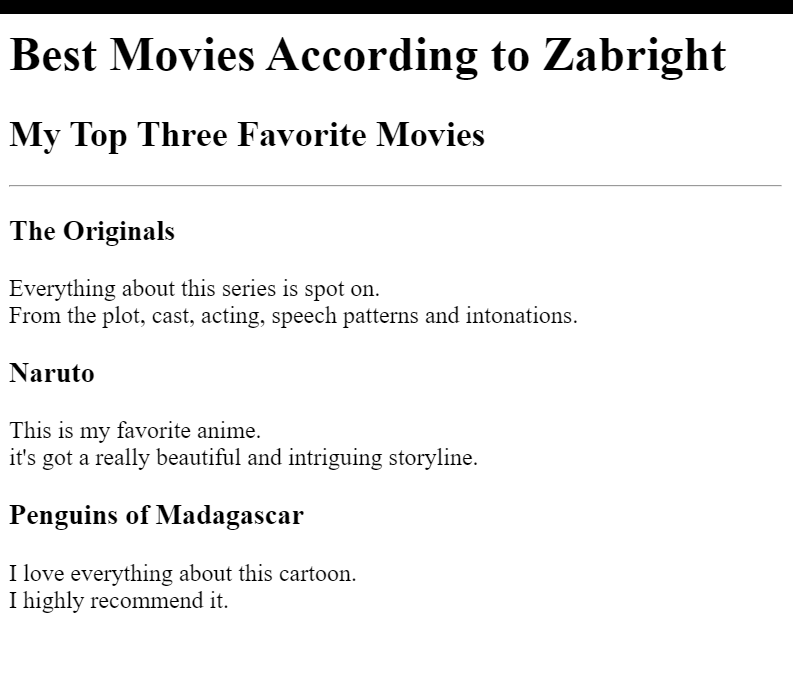 Best Movies According to Zabright
My Top Three Favorite Movies
The Originals
Everything about this series is spot on.
From the plot, cast, acting, speech patterns and intonations.
Naruto
This is my favorite anime.
it's got a really beautiful and intriguing storyline.
Penguins of Madagascar
I love everything about this cartoon.
I highly recommend it.